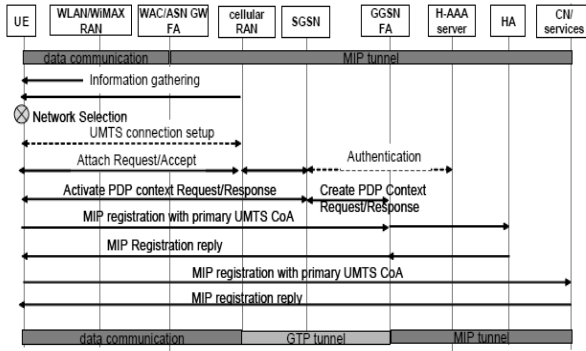 UE
WLAN/WiMAX
RAN
WAC/ASN GW
FA
cellular
RAN
SGSN
GGSN
FA
H-AAA
server
HA
CN/
services
data communication
MIP tunnel
Information gathering
Network Selection
UMTS connection setup
Attach Request/Accept
Authentication
Activate PDP context Request/Response
Create PDP Context
Request/Response
MIP registration with primary UMTS CoA
MIP Registration reply
MIP registration with primary UMTS CoA
MIP registration reply
data communication
GTP tunnel
MIP tunnel